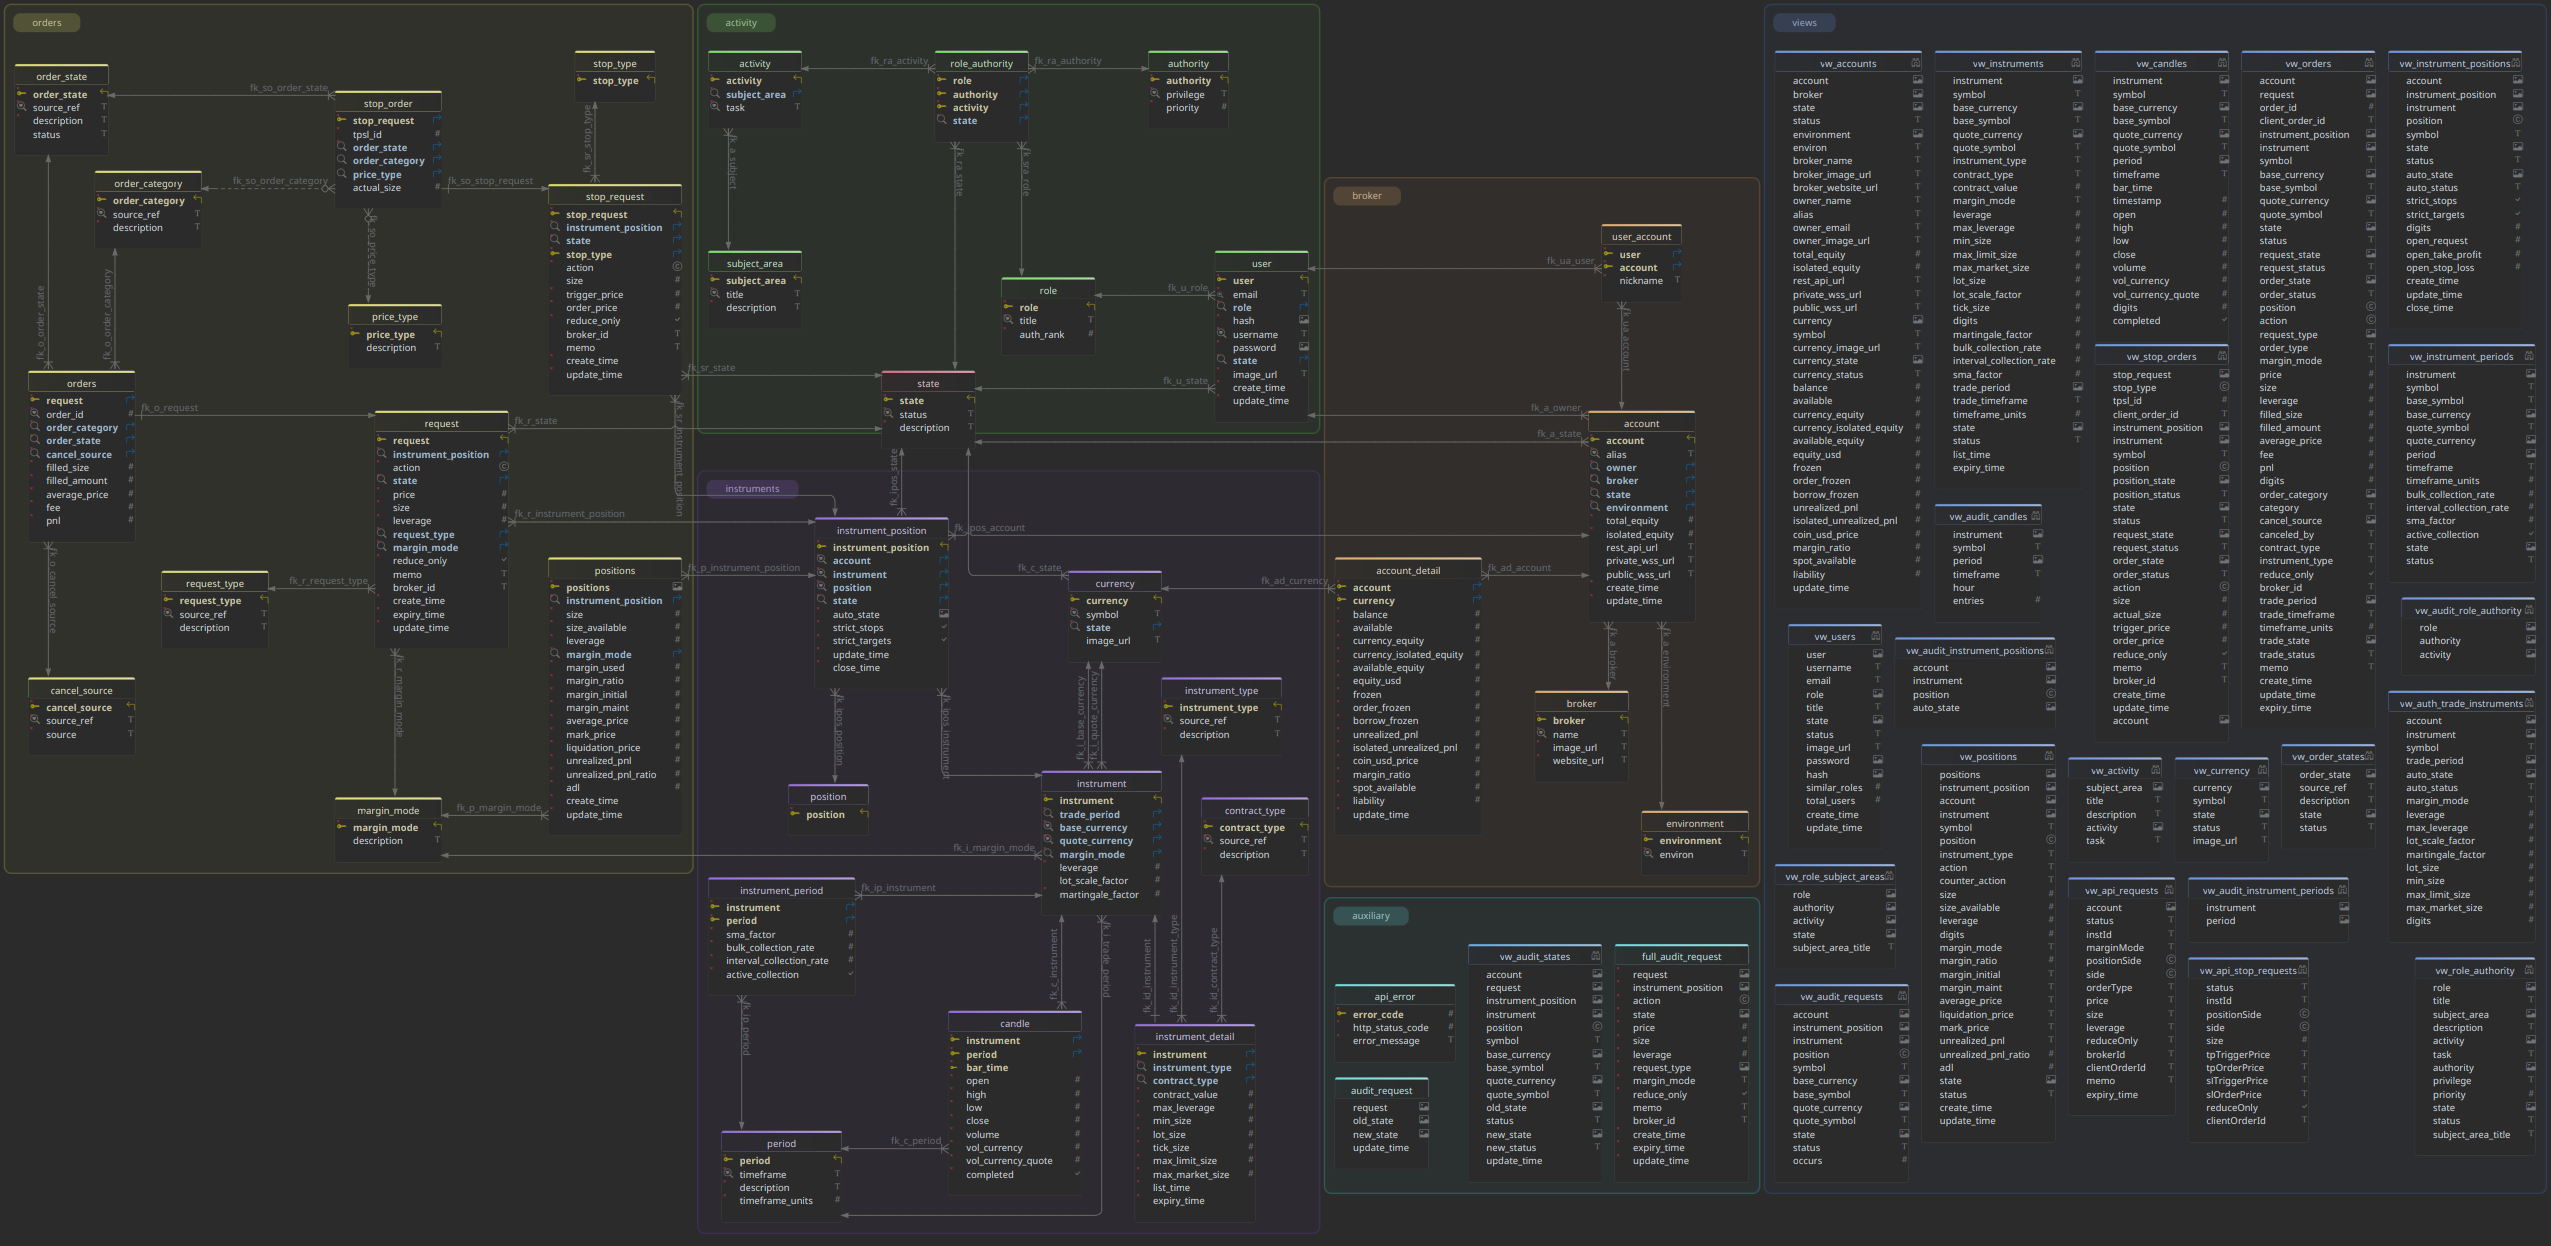 orders
order_state
order_state
source_ref
description
status
fk_so_order_state
stop_order
stop_request
tpsl_id
order_state
order_category
price_type
actual_size
stop_type
stop_type
fk_sr_stop_type
order_category
order_category
source_ref
description
fk_so_order_category
fk_so_stop_request
fk_so_price_type
stop_request
stop_request
instrument_position
state
stop_type
action
size
trigger_price
order_price
reduce_only
broker_id
memo
create_time
update_time
price_type
price_type
description
fk_o_order_state
fk_o_order_category
orders
request
order_id
order_category
order_state
cancel_source
filled_size
filled_amount
average_price
fee
pnl
fk_o_request
request
request
instrument_position
action
state
price
size
leverage
request_type
margin_mode
reduce_only
memo
broker_id
create_time
expiry_time
update_time
fk_sr_state
fk_r_state
fk_sr_instrument_position
fk_r_instrument_position
fk_o_cancel_source
request_type
request_type
source_ref
description
fk_r_request_type
positions
positions
instrument_position
size
size_available
leverage
margin_mode
margin_used
margin_ratio
margin_initial
margin_maint
average_price
mark_price
liquidation_price
unrealized_pnl
unrealized_pnl_ratio
adl
create_time
update_time
fk_p_instrument_position
cancel_source
cancel_source
source_ref
source
fk_r_margin_mode
margin_mode
margin_mode
description
fk_p_margin_mode
activity
activity
activity
subject_area
task
fk_ra_activity
role_authority
role
authority
activity
state
fk_ra_authority
authority
authority
privilege
priority
fk_a_subject
fk_ra_state
fk_sra_role
subject_area
subject_area
title
description
role
role
title
auth_rank
fk_u_role
user
user
email
role
hash
username
password
state
image_url
create_time
update_time
state
state
status
description
fk_u_state
instruments
fk_ipos_state
instrument_position
instrument_position
account
instrument
position
state
auto_state
strict_stops
strict_targets
update_time
close_time
fk_ipos_account
fk_c_state
currency
currency
symbol
state
image_url
fk_ipos_position
fk_ipos_instrument
fk_i_base_currency
fk_i_quote_currency
instrument_type
instrument_type
source_ref
description
position
position
instrument
instrument
trade_period
base_currency
quote_currency
margin_mode
leverage
lot_scale_factor
martingale_factor
fk_i_margin_mode
contract_type
contract_type
source_ref
description
instrument_period
instrument
period
sma_factor
bulk_collection_rate
interval_collection_rate
active_collection
fk_ip_instrument
fk_c_instrument
fk_i_trade_period
fk_id_instrument
fk_id_instrument_type
fk_id_contract_type
fk_ip_period
candle
instrument
period
bar_time
open
high
low
close
volume
vol_currency
vol_currency_quote
completed
instrument_detail
instrument
instrument_type
contract_type
contract_value
max_leverage
min_size
lot_size
tick_size
max_limit_size
max_market_size
list_time
expiry_time
period
period
timeframe
description
timeframe_units
fk_c_period
broker
user_account
user
account
nickname
fk_ua_user
fk_ua_account
fk_a_owner
fk_a_state
account
account
alias
owner
broker
state
environment
total_equity
isolated_equity
rest_api_url
private_wss_url
public_wss_url
create_time
update_time
fk_ad_currency
account_detail
account
currency
balance
available
currency_equity
currency_isolated_equity
available_equity
equity_usd
frozen
order_frozen
borrow_frozen
unrealized_pnl
isolated_unrealized_pnl
coin_usd_price
margin_ratio
spot_available
liability
update_time
fk_ad_account
fk_a_broker
fk_a_environment
broker
broker
name
image_url
website_url
environment
environment
environ
auxiliary
api_error
error_code
http_status_code
error_message
audit_request
request
old_state
new_state
update_time
vw_audit_states
account
request
instrument_position
instrument
position
symbol
base_currency
base_symbol
quote_currency
quote_symbol
old_state
status
new_state
new_status
update_time
full_audit_request
request
instrument_position
action
state
price
size
leverage
request_type
margin_mode
reduce_only
memo
broker_id
create_time
expiry_time
update_time
views
vw_accounts
account
broker
state
status
environment
environ
broker_name
broker_image_url
broker_website_url
owner_name
alias
owner_email
owner_image_url
total_equity
isolated_equity
rest_api_url
private_wss_url
public_wss_url
currency
symbol
currency_image_url
currency_state
currency_status
balance
available
currency_equity
currency_isolated_equity
available_equity
equity_usd
frozen
order_frozen
borrow_frozen
unrealized_pnl
isolated_unrealized_pnl
coin_usd_price
margin_ratio
spot_available
liability
update_time
vw_instruments
instrument
symbol
base_currency
base_symbol
quote_currency
quote_symbol
instrument_type
contract_type
contract_value
margin_mode
leverage
max_leverage
min_size
max_limit_size
max_market_size
lot_size
lot_scale_factor
tick_size
digits
martingale_factor
bulk_collection_rate
interval_collection_rate
sma_factor
trade_period
trade_timeframe
timeframe_units
state
status
list_time
expiry_time
vw_candles
instrument
symbol
base_currency
base_symbol
quote_currency
quote_symbol
period
timeframe
bar_time
timestamp
open
high
low
close
volume
vol_currency
vol_currency_quote
digits
completed
vw_orders
account
request
order_id
client_order_id
instrument_position
instrument
symbol
base_currency
base_symbol
quote_currency
quote_symbol
state
status
request_state
request_status
order_state
order_status
position
action
request_type
order_type
margin_mode
price
size
leverage
filled_size
filled_amount
average_price
fee
pnl
digits
order_category
category
cancel_source
canceled_by
contract_type
instrument_type
reduce_only
broker_id
trade_period
trade_timeframe
timeframe_units
trade_state
trade_status
memo
create_time
update_time
expiry_time
vw_instrument_positions
account
instrument_position
instrument
position
symbol
state
status
auto_state
auto_status
strict_stops
strict_targets
digits
open_request
open_take_profit
open_stop_loss
create_time
update_time
close_time
vw_stop_orders
stop_request
stop_type
tpsl_id
client_order_id
instrument_position
instrument
symbol
position
position_state
position_status
state
status
request_state
request_status
order_state
order_status
action
size
actual_size
trigger_price
order_price
reduce_only
memo
broker_id
create_time
update_time
account
vw_instrument_periods
instrument
symbol
base_symbol
base_currency
quote_symbol
quote_currency
period
timeframe
timeframe_units
bulk_collection_rate
interval_collection_rate
sma_factor
active_collection
state
status
vw_audit_candles
instrument
symbol
period
timeframe
hour
entries
vw_audit_role_authority
role
authority
activity
vw_users
user
username
email
role
title
state
status
image_url
password
hash
similar_roles
total_users
create_time
update_time
vw_audit_instrument_positions
account
instrument
position
auto_state
vw_auth_trade_instruments
account
instrument
symbol
trade_period
auto_state
auto_status
margin_mode
leverage
max_leverage
lot_scale_factor
martingale_factor
lot_size
min_size
max_limit_size
max_market_size
digits
vw_positions
positions
instrument_position
account
instrument
symbol
position
instrument_type
action
counter_action
size
size_available
leverage
digits
margin_mode
margin_ratio
margin_initial
margin_maint
average_price
liquidation_price
mark_price
unrealized_pnl
unrealized_pnl_ratio
adl
state
status
create_time
update_time
vw_activity
subject_area
title
description
activity
task
vw_currency
currency
symbol
state
status
image_url
vw_order_states
order_state
source_ref
description
state
status
vw_role_subject_areas
role
authority
activity
state
subject_area_title
vw_api_requests
account
status
instId
marginMode
positionSide
side
orderType
price
size
leverage
reduceOnly
brokerId
clientOrderId
memo
expiry_time
vw_audit_instrument_periods
instrument
period
vw_audit_requests
account
instrument_position
instrument
position
symbol
base_currency
base_symbol
quote_currency
quote_symbol
state
status
occurs
vw_api_stop_requests
status
instId
positionSide
side
size
tpTriggerPrice
tpOrderPrice
slTriggerPrice
slOrderPrice
reduceOnly
clientOrderId
vw_role_authority
role
title
subject_area
description
activity
task
authority
privilege
priority
state
status
subject_area_title